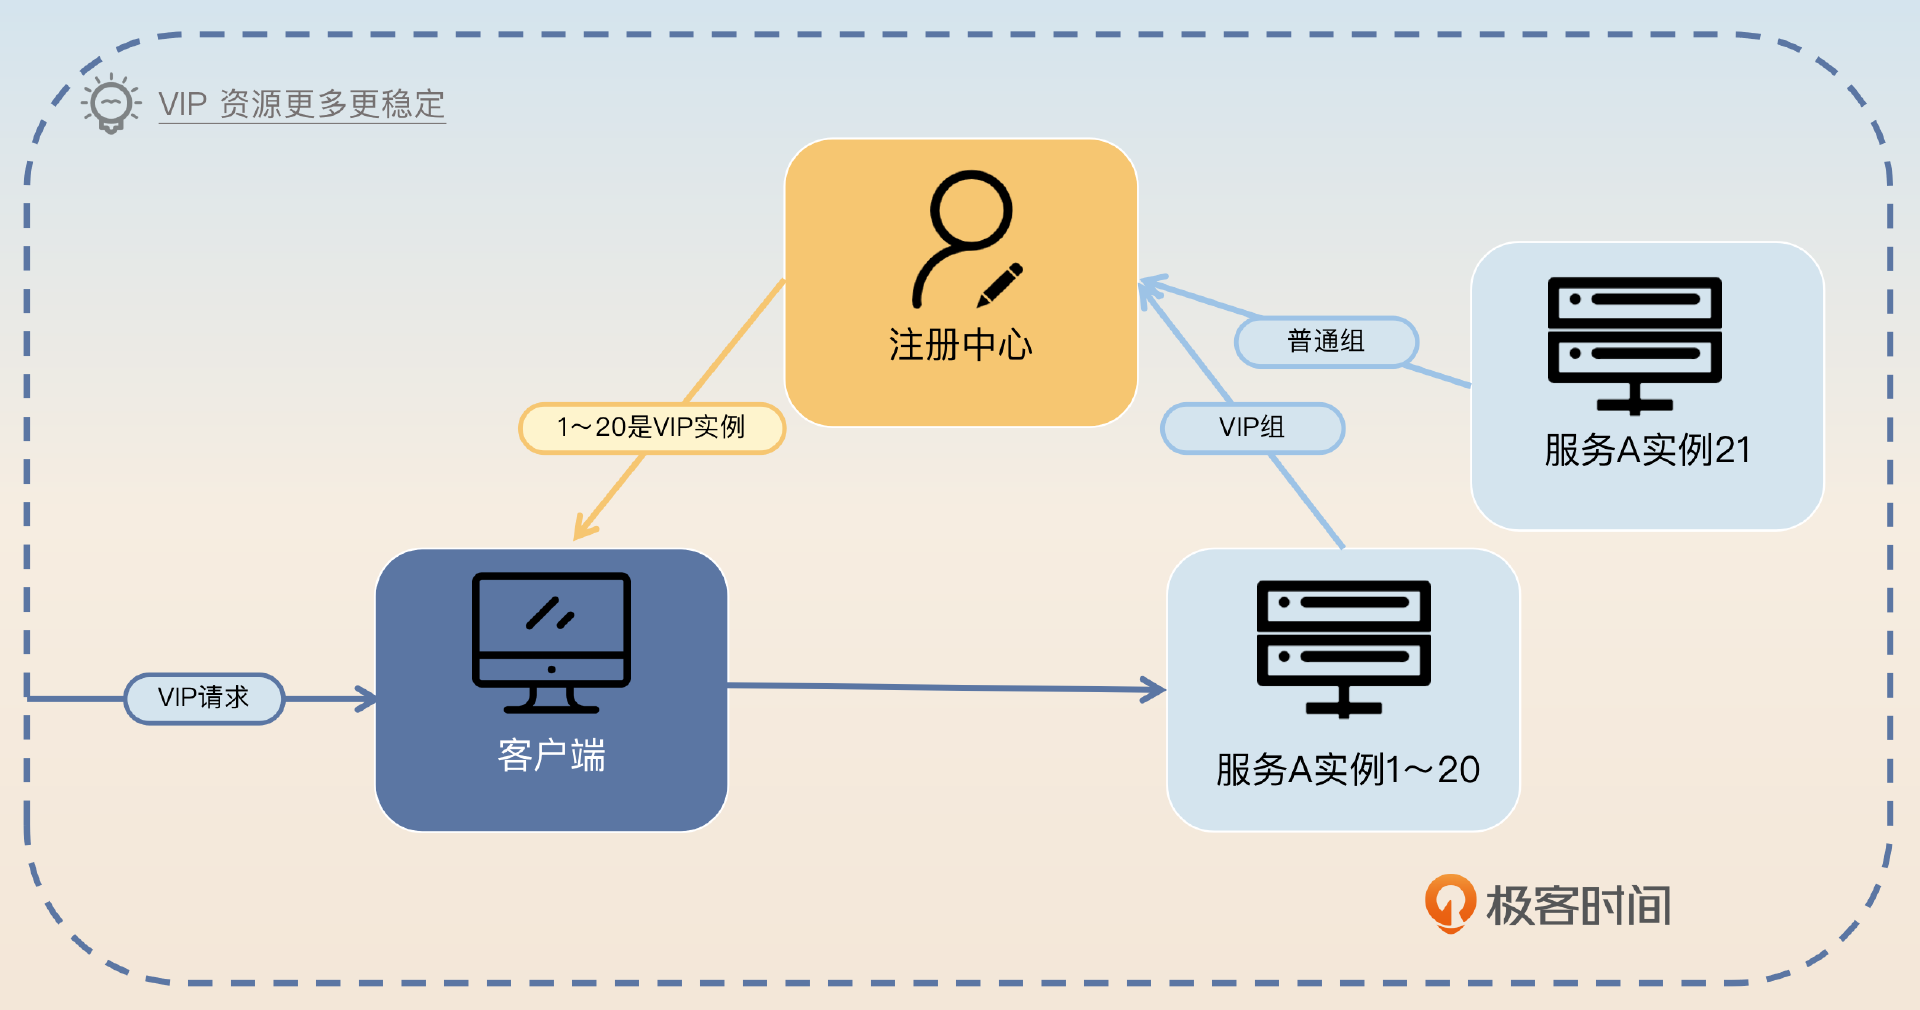 VIP 资源更多更稳定
注册中心
普通组
1～20是VIP实例
VIP组
服务A实例21
VIP请求
客户端
服务A实例1～20
极客时间